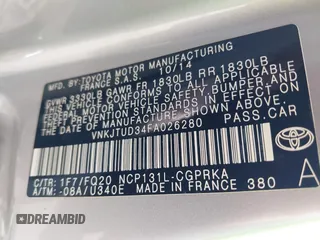 MFD.BY:TOYOTA MOTOR MANUFACTURING
FRANCE S.A.S. 10/14
GVWR 3330LB GAWR FR 1830LB RR 1830LB
THIS VEHICLE CONFORMS TO ALL APPLICABLE
FEDERAL MOTOR VEHICLE SAFETY, BUMPER, AND
THEFT PREVENTION STANDARDS IN EFFECT ON
THE DATE OF MANUFACTURE SHOWN ABOVE.
VNKJTUD34FA026280 PASS.CAR
TOYOTA
C/TR: 1F7/FQ20 NCP131L-CGPRKA
A/TM: -08A/U340E MADE IN FRANCE 380 A
DREAMBID